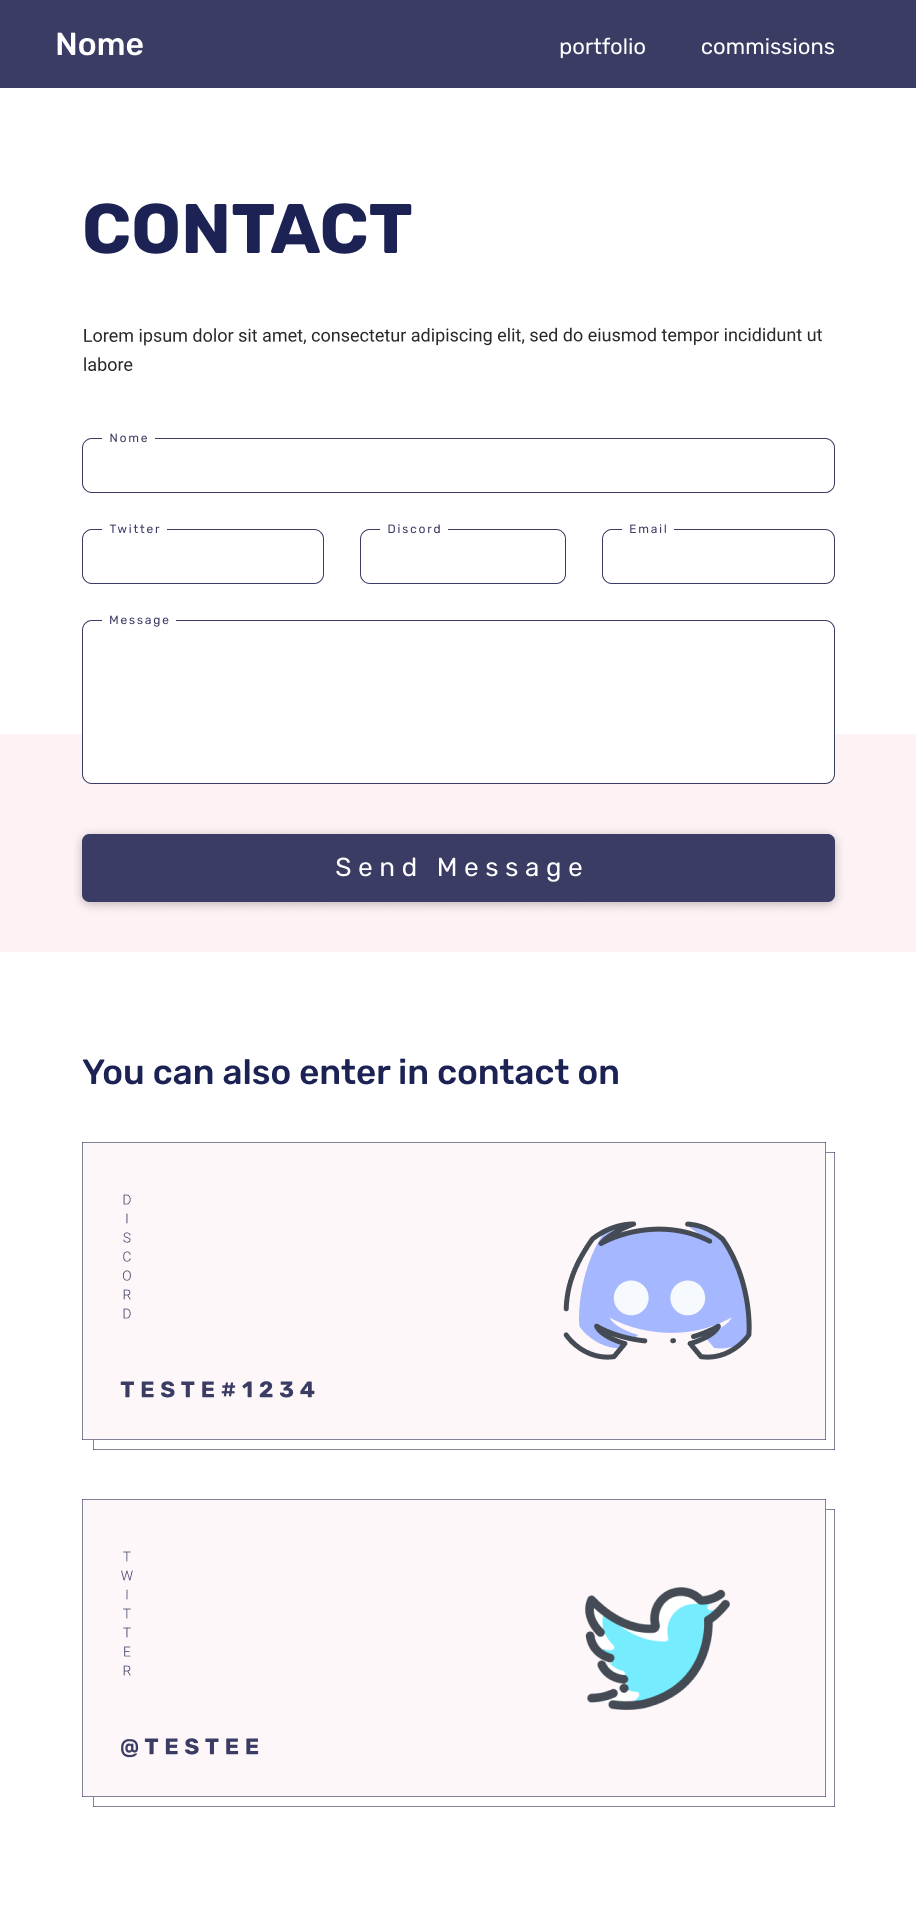 Nome
portfolio commissions
CONTACT
Lorem ipsum dolor sit amet, consectetur adipiscing elit, sed do eiusmod tempor incididunt ut
labore
Nome
Twitter Discord Email
Message
Send Message
You can also enter in contact on
DISCORD
TESTE#1234
TWITTER
@TESTEE